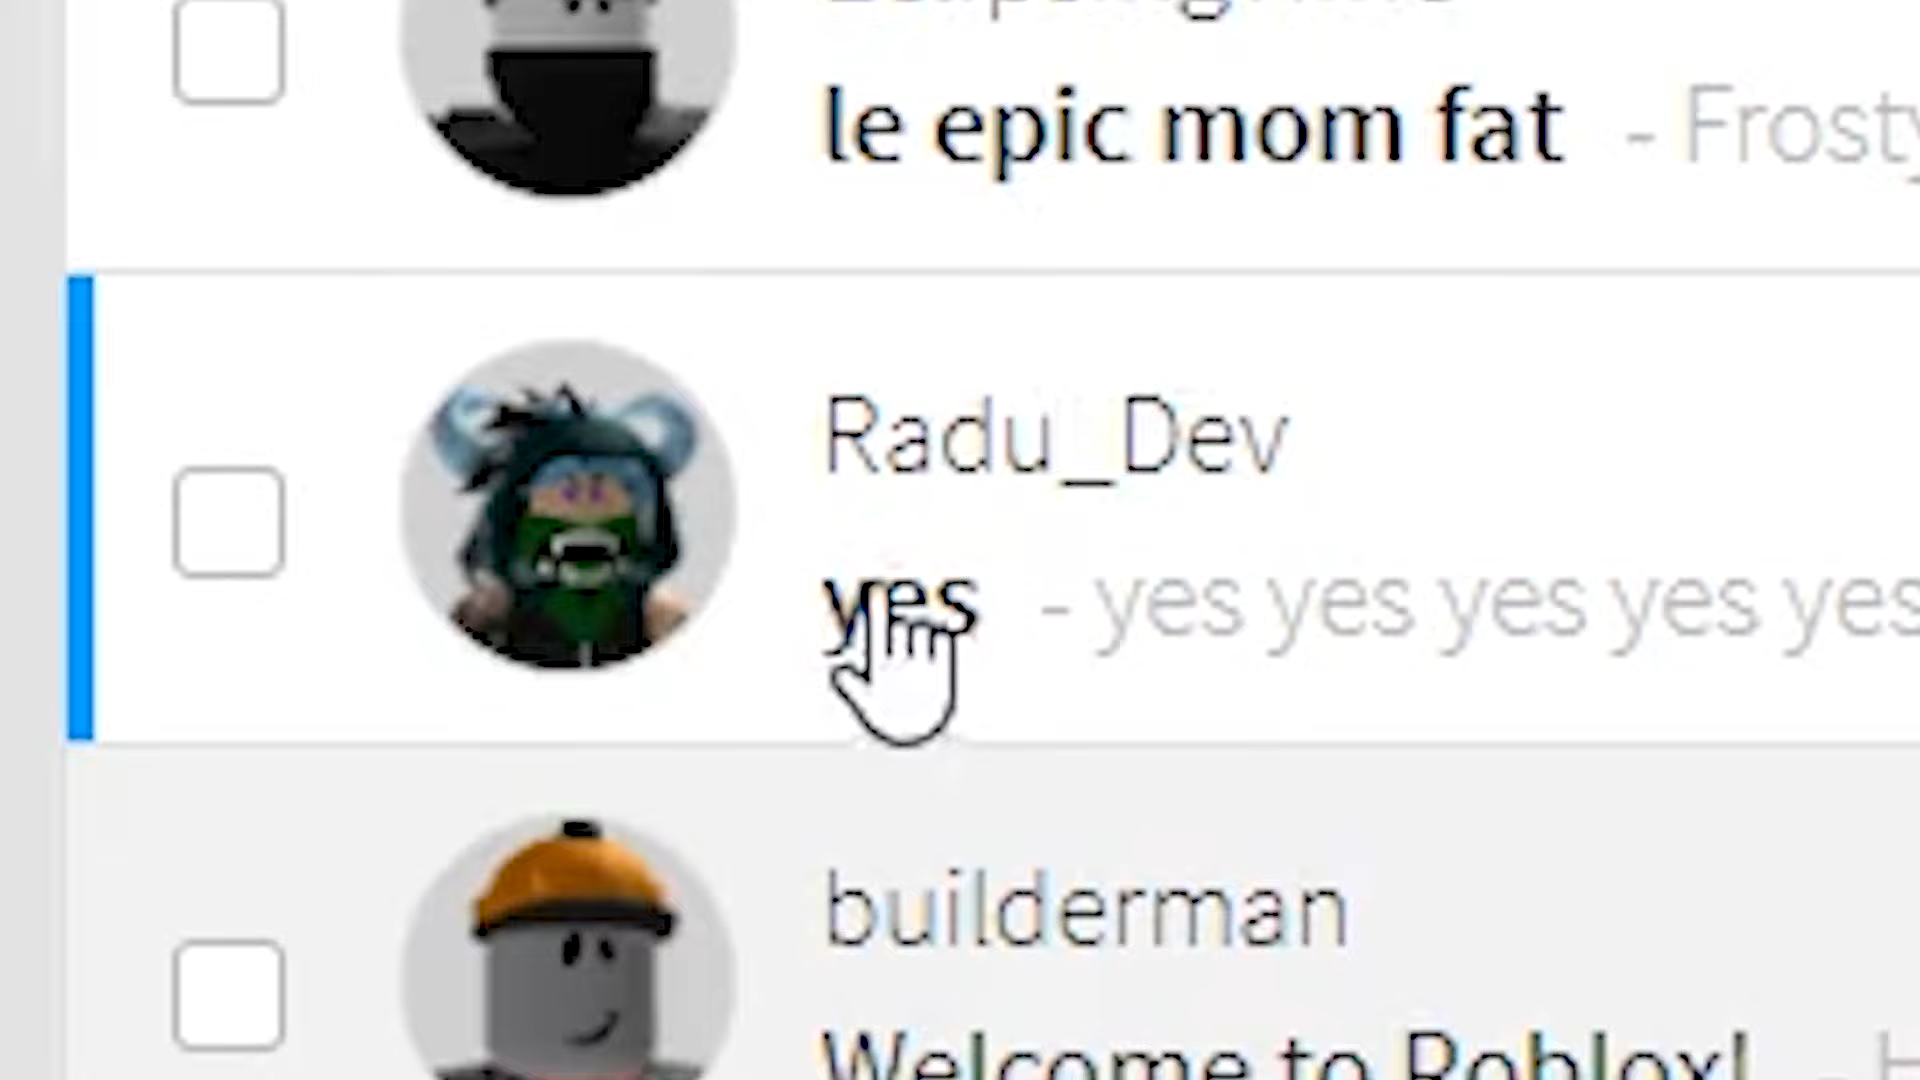 le epic mom fat - Frosty
Radu_Dev
yes - yes yes yes yes yes
builderman
Welcome to Roblox! - H